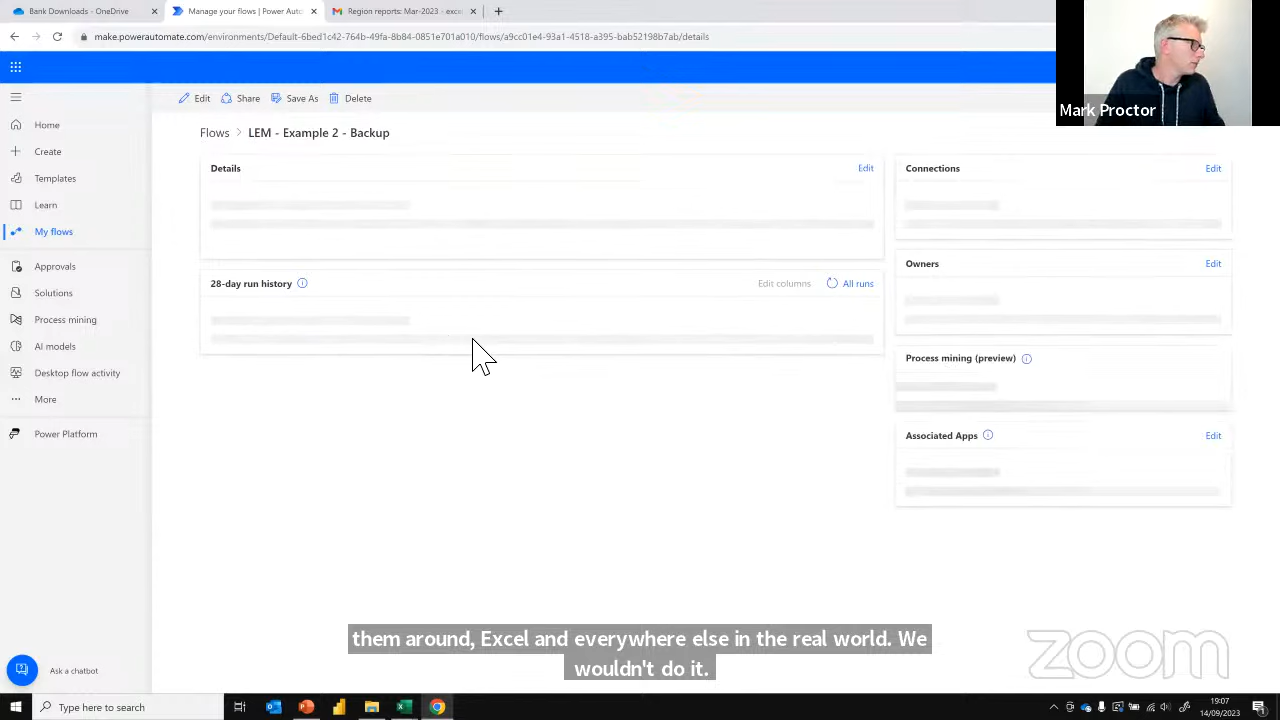 Bank Downloads - OneDrive
Manage your flows | Power Auto
Region reports: Mar-2023 - excel
make.powerautomate.com/environments/Default-6bed1c42-764b-49fa-8b84-0851e701a010/flows/a9cc01e4-93a1-4518-a395-bab52198b7ab/details
Mark Proctor
Edit Share Save As Delete
Flows > LEM - Example 2 - Backup
Home
Create
Templates
Learn
My flows
Approvals
Solutions
Process mining
AI models
Desktop flow activity
More
Power Platform
Details Edit
28-day run history Edit columns All runs
Connections Edit
Owners Edit
Process mining (preview)
Associated Apps Edit
them around, Excel and everywhere else in the real world. We
wouldn't do it.
zoom
Ask a chatbot
Type here to search
19:07
14/09/2023